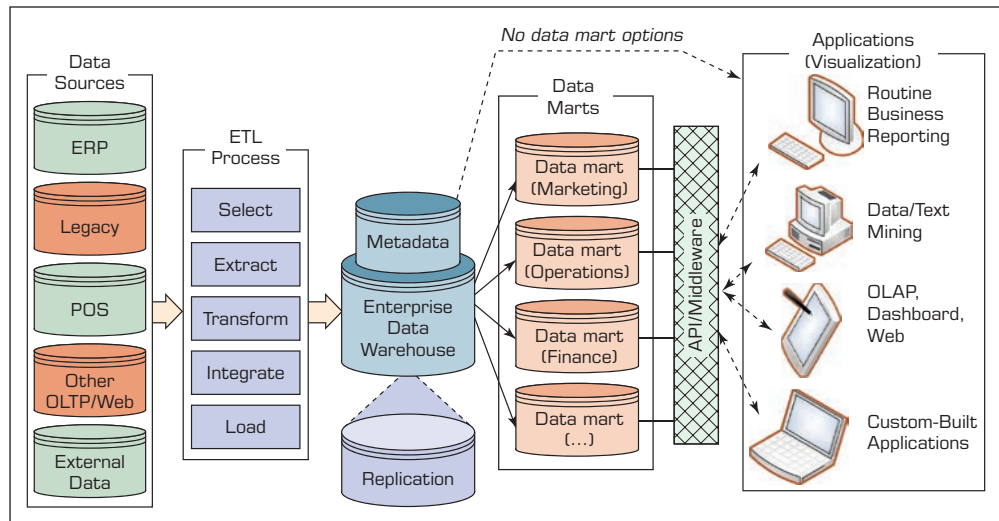 No data mart options
Data
Sources
ERP
Legacy
POS
Other
OLTP/Web
External
Data
ETL
Process
Select
Extract
Transform
Integrate
Load
Metadata
Enterprise
Data
Warehouse
Replication
Data
Marts
Data mart
(Marketing)
Data mart
(Operations)
Data mart
(Finance)
Data mart
(...)
API/Middleware
Applications
(Visualization)
Routine
Business
Reporting
Data/Text
Mining
OLAP,
Dashboard,
Web
Custom-Built
Applications